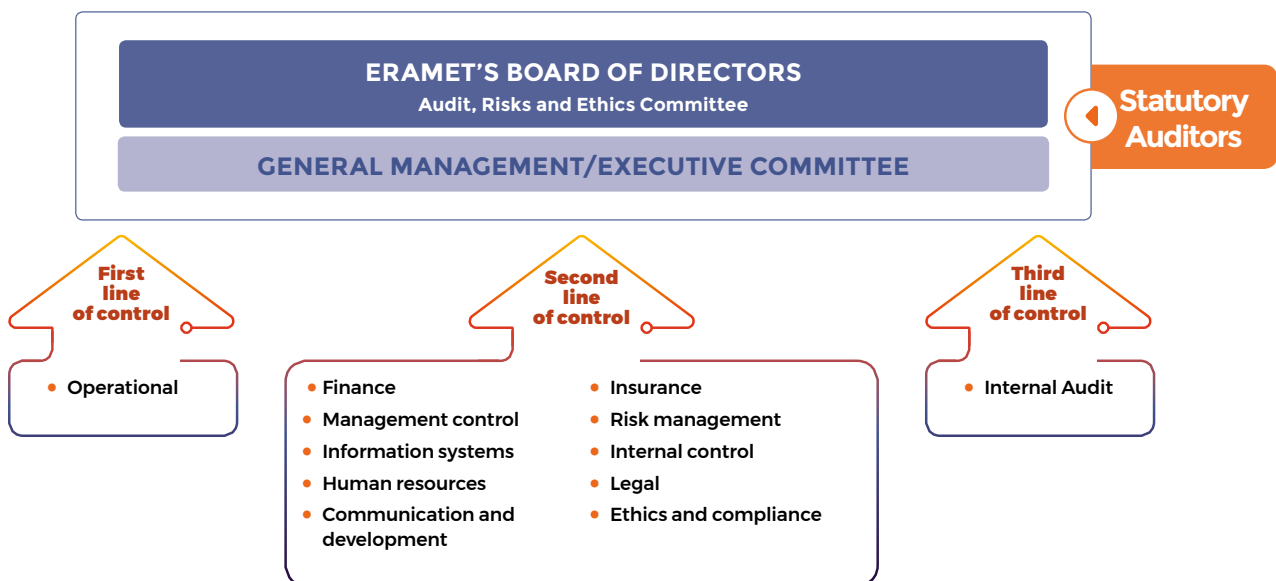 ERAMET'S BOARD OF DIRECTORS
Audit, Risks and Ethics Committee
GENERAL MANAGEMENT/EXECUTIVE COMMITTEE
Statutory
Auditors
First
line
of control
• Operational
Second
line
of control
• Finance
• Management control
• Information systems
• Human resources
• Communication and
development
• Insurance
• Risk management
• Internal control
• Legal
• Ethics and compliance
Third
line
of control
• Internal Audit